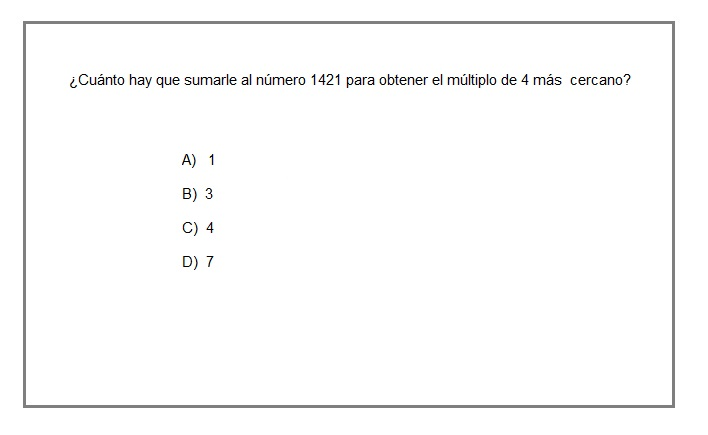 ¿Cuánto hay que sumarle al número 1421 para obtener el múltiplo de 4 más cercano?
A) 1
B) 3
C) 4
D) 7